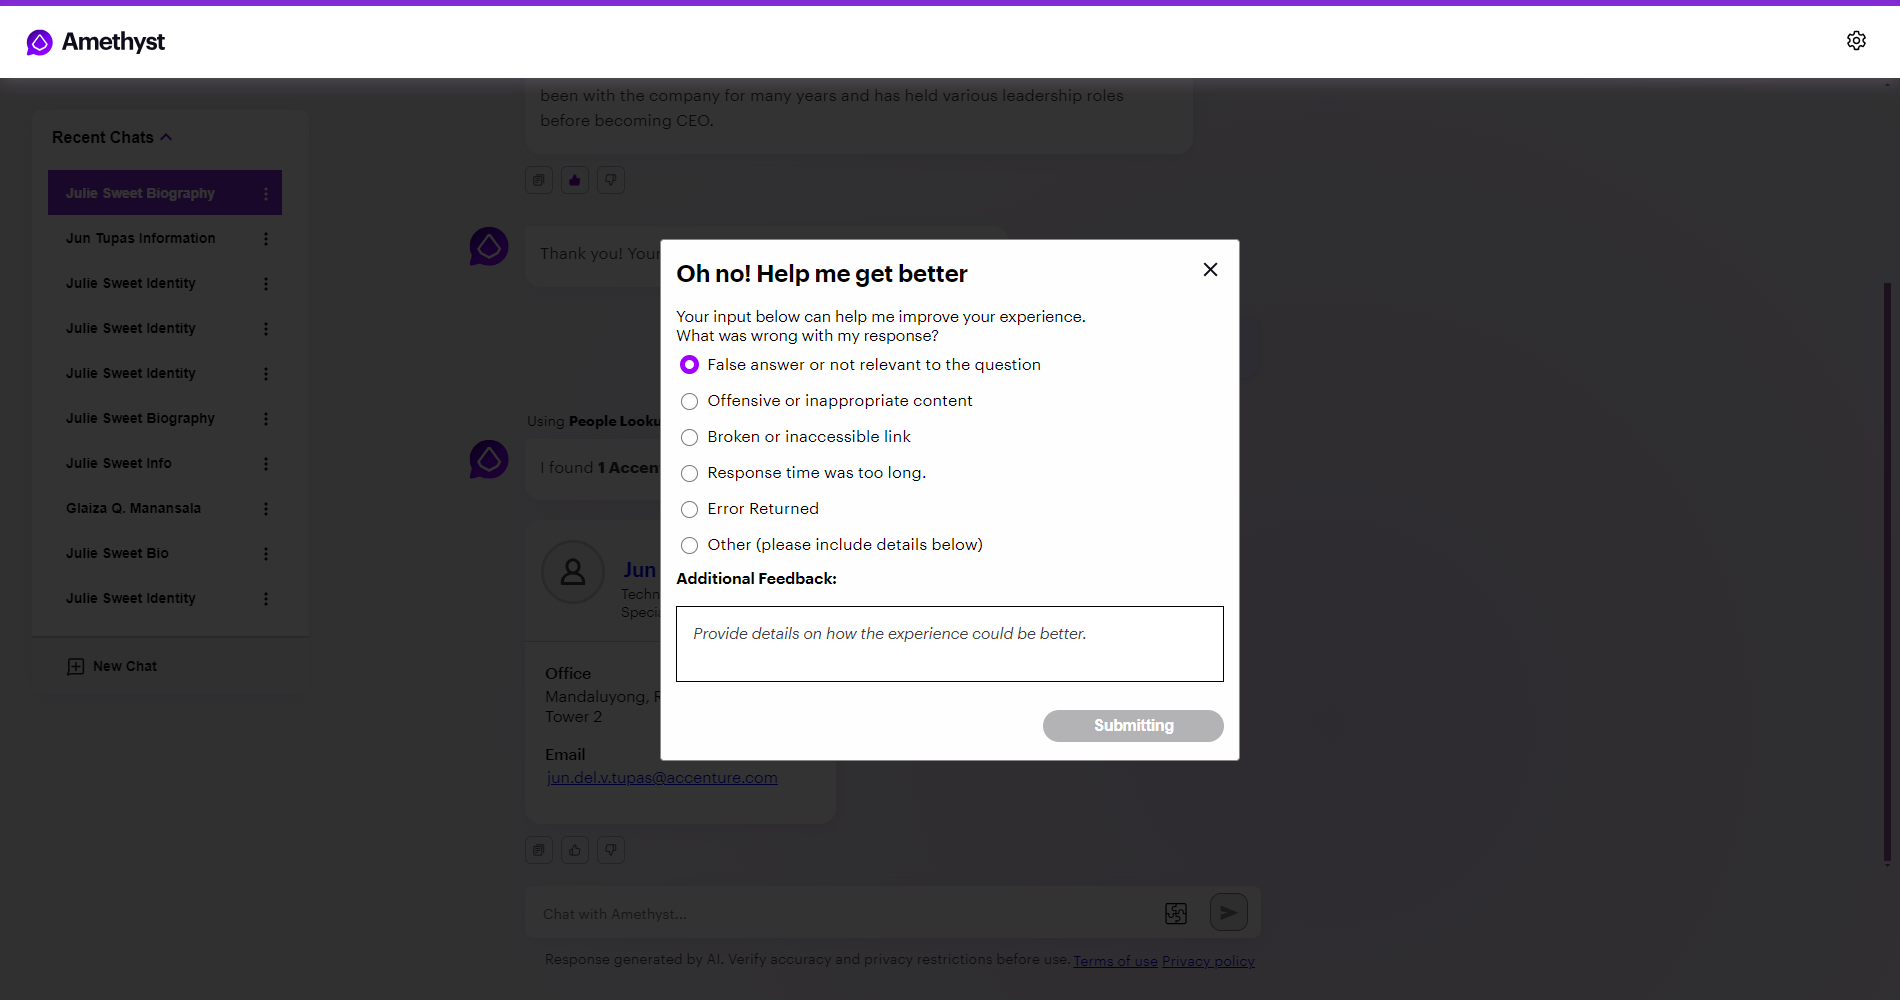 Amethyst
been with the company for many years and has held various leadership roles
before becoming CEO.
Recent Chats
Julie Sweet Biography
Jun Tupas Information
Julie Sweet Identity
Julie Sweet Identity
Julie Sweet Identity
Julie Sweet Biography
Julie Sweet Info
Glaiza Q. Manansala
Julie Sweet Bio
Julie Sweet Identity
New Chat
Thank you! Your
Using People Looku
I found 1 Accen
Jun
Techn
Specia
Office
Mandaluyong, R
Tower 2
Email
jun.del.v.tupas@accenture.com
Oh no! Help me get better
Your input below can help me improve your experience.
What was wrong with my response?
False answer or not relevant to the question
Offensive or inappropriate content
Broken or inaccessible link
Response time was too long.
Error Returned
Other (please include details below)
Additional Feedback:
Provide details on how the experience could be better.
Submitting
Chat with Amethyst...
Response generated by AI. Verify accuracy and privacy restrictions before use. Terms of use Privacy policy